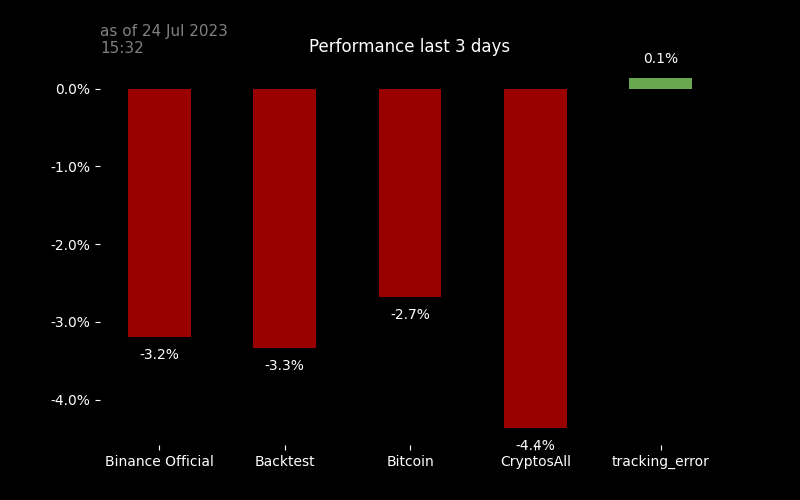 as of 24 Jul 2023
15:32
Performance last 3 days
0.1%
0.0%
-1.0%
-2.0%
-3.0%
-4.0%
-3.2%
-3.3%
-2.7%
-4.4%
Binance Official
Backtest
Bitcoin
CryptosAll
tracking_error